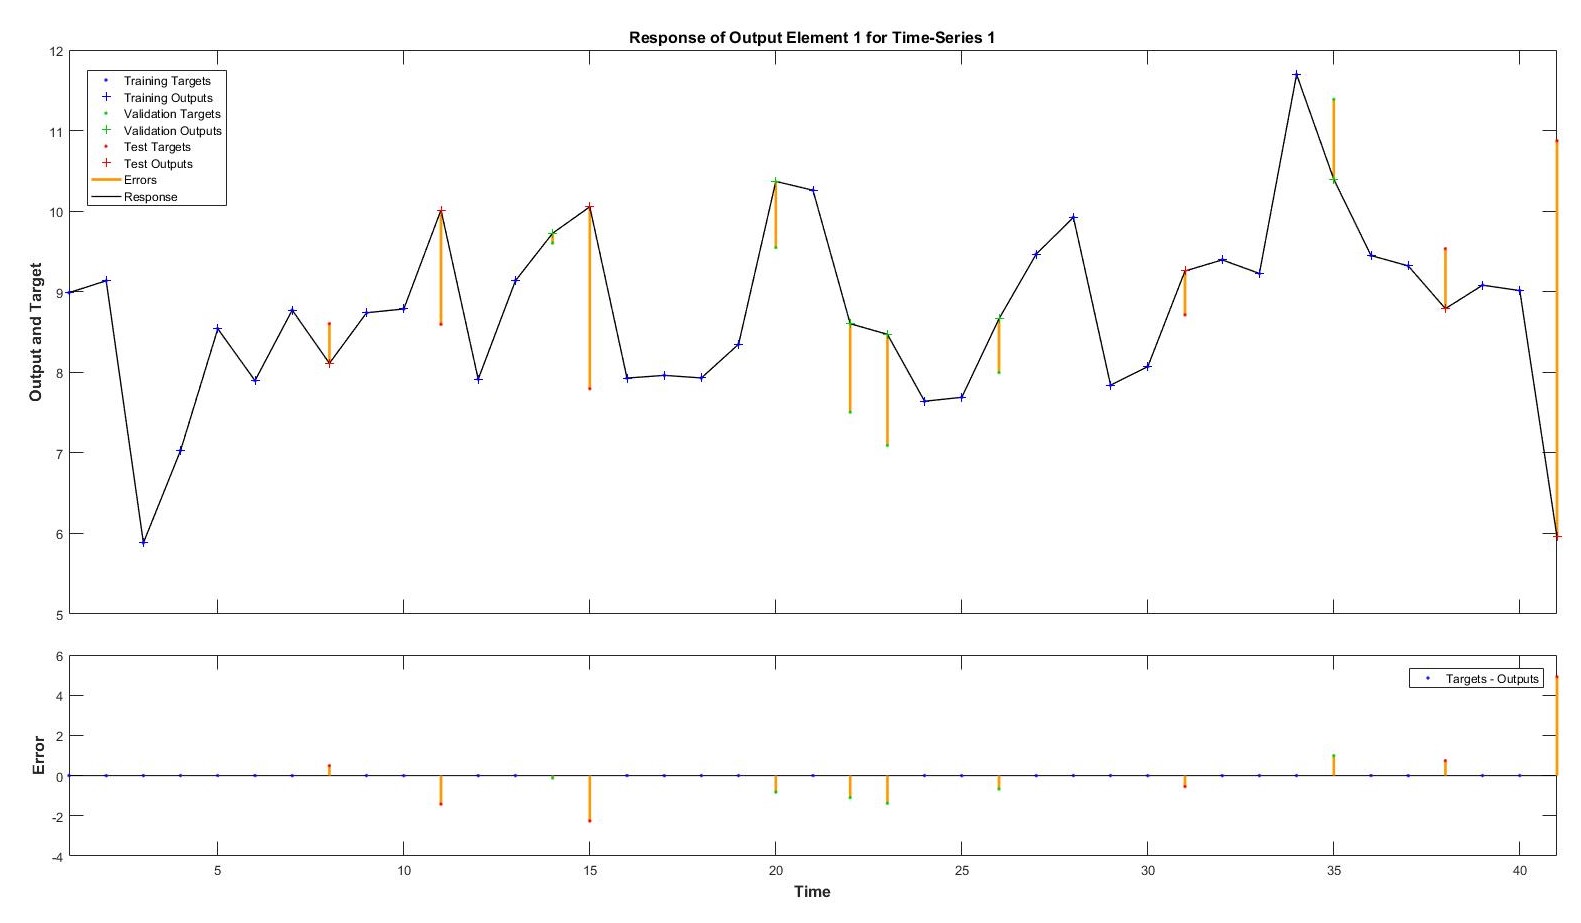 Response of Output Element 1 for Time-Series 1
12
11
10
9
8
7
6
5
Output and Target
Training Targets
Training Outputs
Validation Targets
Validation Outputs
Test Targets
Test Outputs
Errors
Response
6
4
2
0
-2
-4
Error
Targets - Outputs
5 10 15 20 25 30 35 40
Time